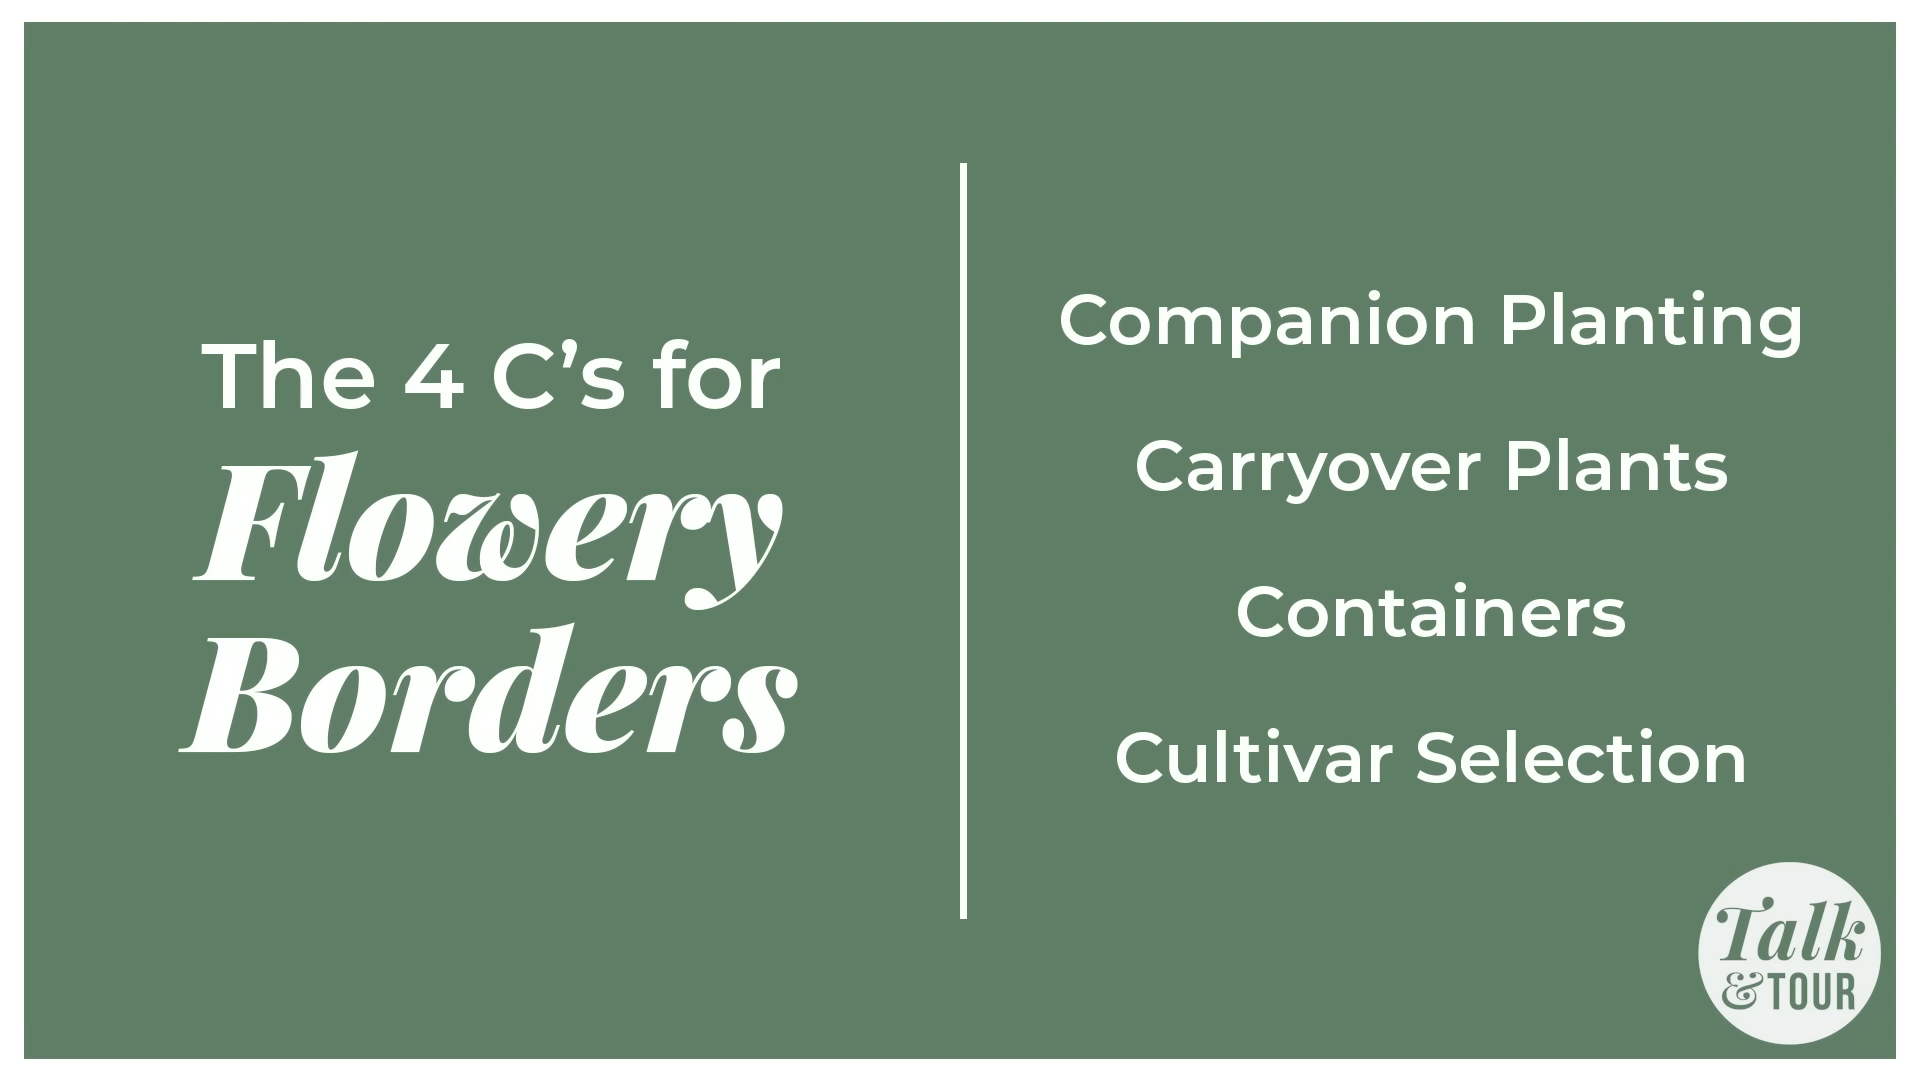 The 4 C’s for
Flowery
Borders
Companion Planting
Carryover Plants
Containers
Cultivar Selection
Talk
& TOUR